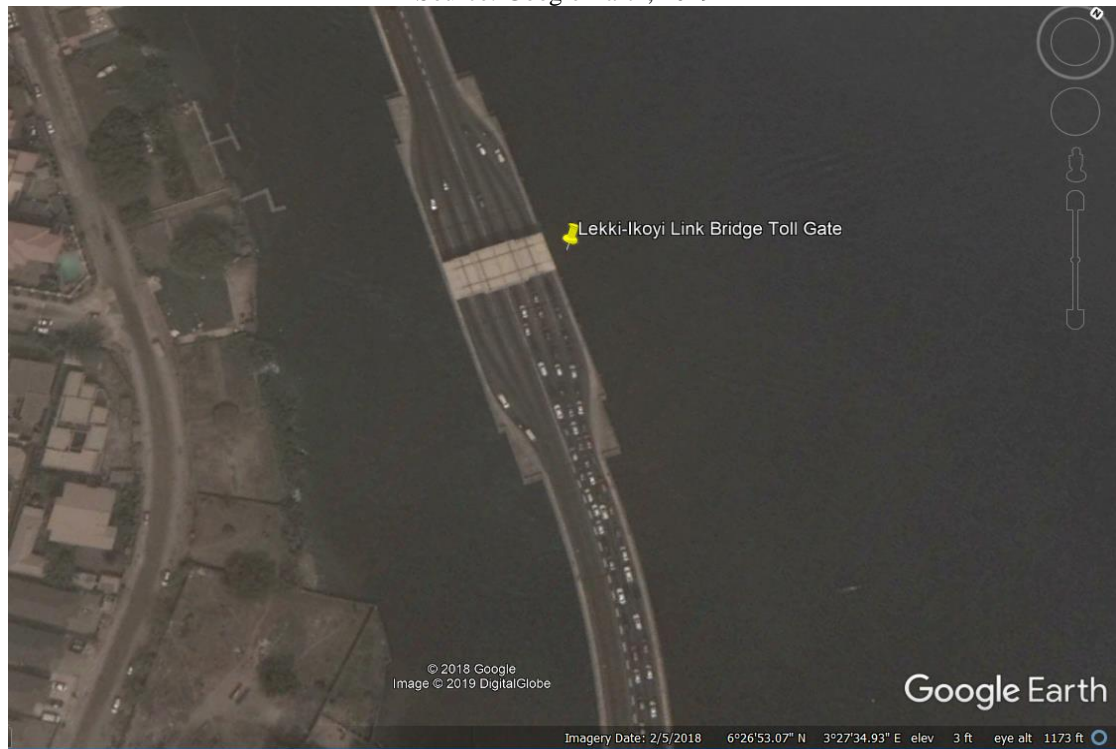 N
Lekki-Ikoyi Link Bridge Toll Gate
© 2018 Google
Image © 2019 DigitalGlobe
Google Earth
Imagery Date: 2/5/2018 6°26'53.07" N 3°27'34.93" E elev 3 ft eye alt 1173 ft